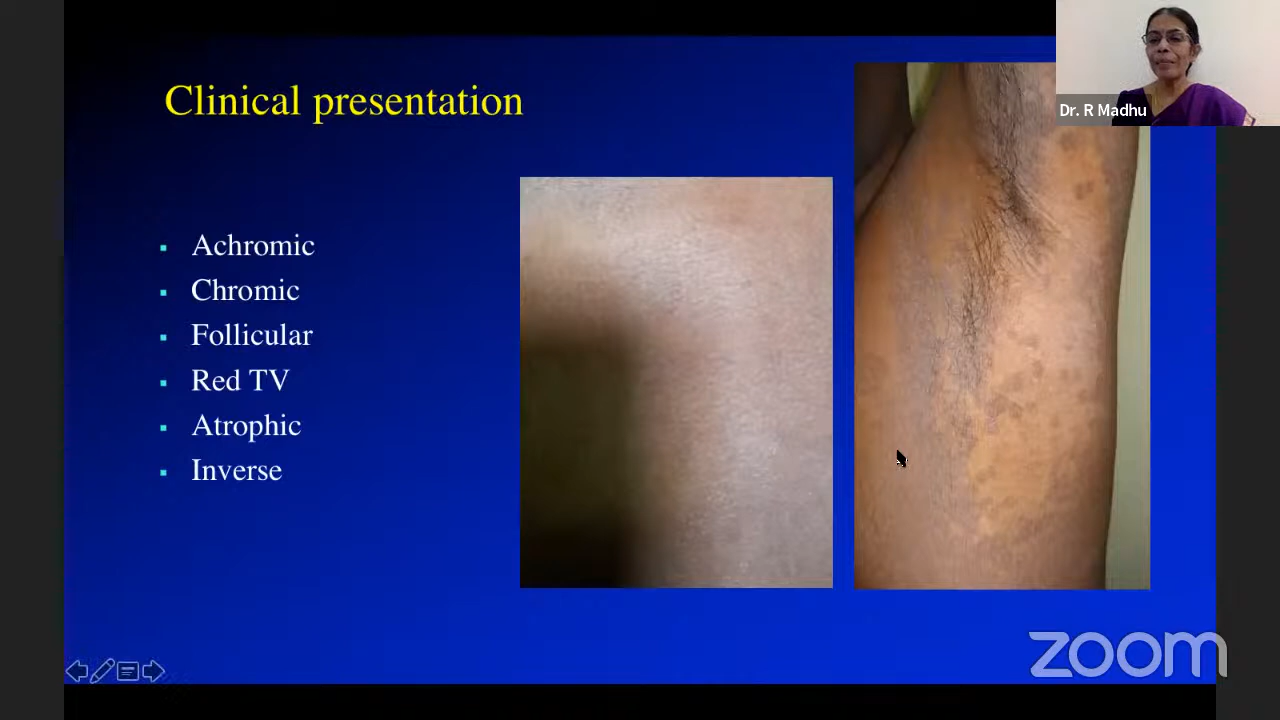 Clinical presentation
Dr. R Madhu
Achromic
Chromic
Follicular
Red TV
Atrophic
Inverse
zoom